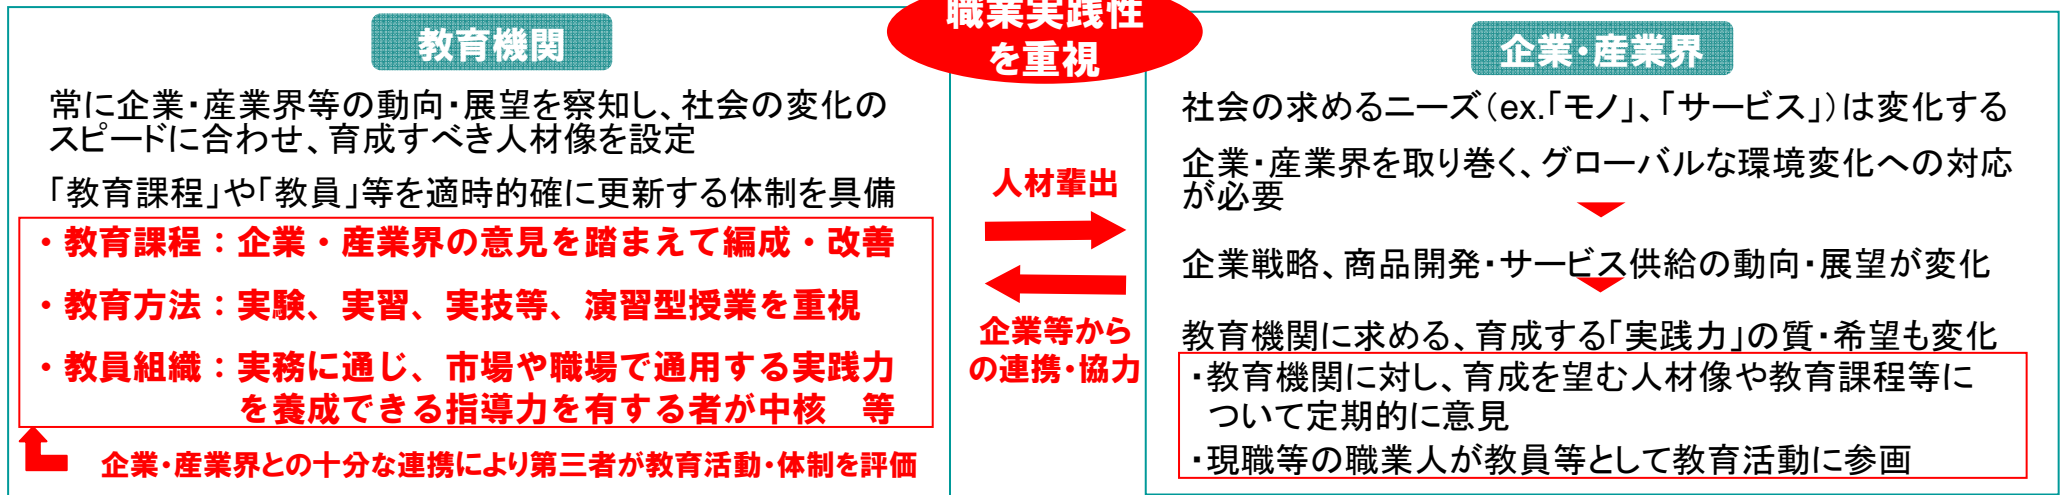 職業実践性
を重視
教育機関
常に企業・産業界等の動向・展望を察知し、社会の変化の
スピードに合わせ、育成すべき人材像を設定
「教育課程」や「教員」等を適時的確に更新する体制を具備
・教育課程：企業・産業界の意見を踏まえて編成・改善
・教育方法：実験、実習、実技等、演習型授業を重視
・教員組織：実務に通じ、市場や職場で通用する実践力
を養成できる指導力を有する者が中核　等
企業・産業界との十分な連携により第三者が教育活動・体制を評価
人材輩出
企業等から
の連携・協力
企業・産業界
社会の求めるニーズ（ex.「モノ」、「サービス」）は変化する
企業・産業界を取り巻く、グローバルな環境変化への対応
が必要
企業戦略、商品開発・サービス供給の動向・展望が変化
教育機関に求める、育成する「実践力」の質・希望も変化
・教育機関に対し、育成を望む人材像や教育課程等に
ついて定期的に意見
・現職等の職業人が教員等として教育活動に参画